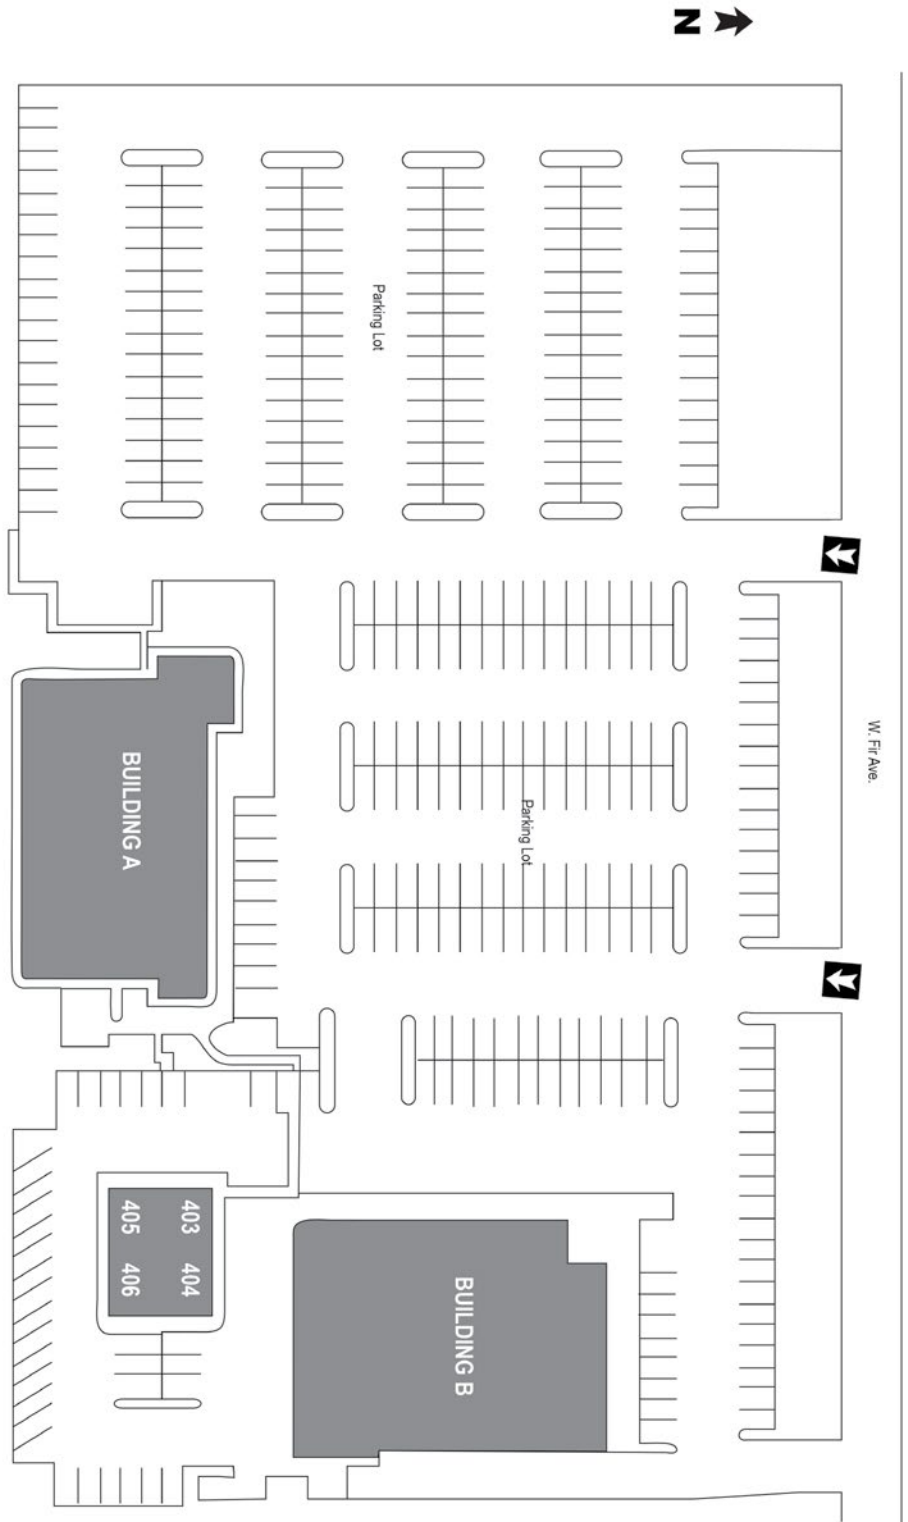 N
W. Fir Ave.
Parking Lot
Parking Lot
BUILDING A
BUILDING B
403 404
405 406